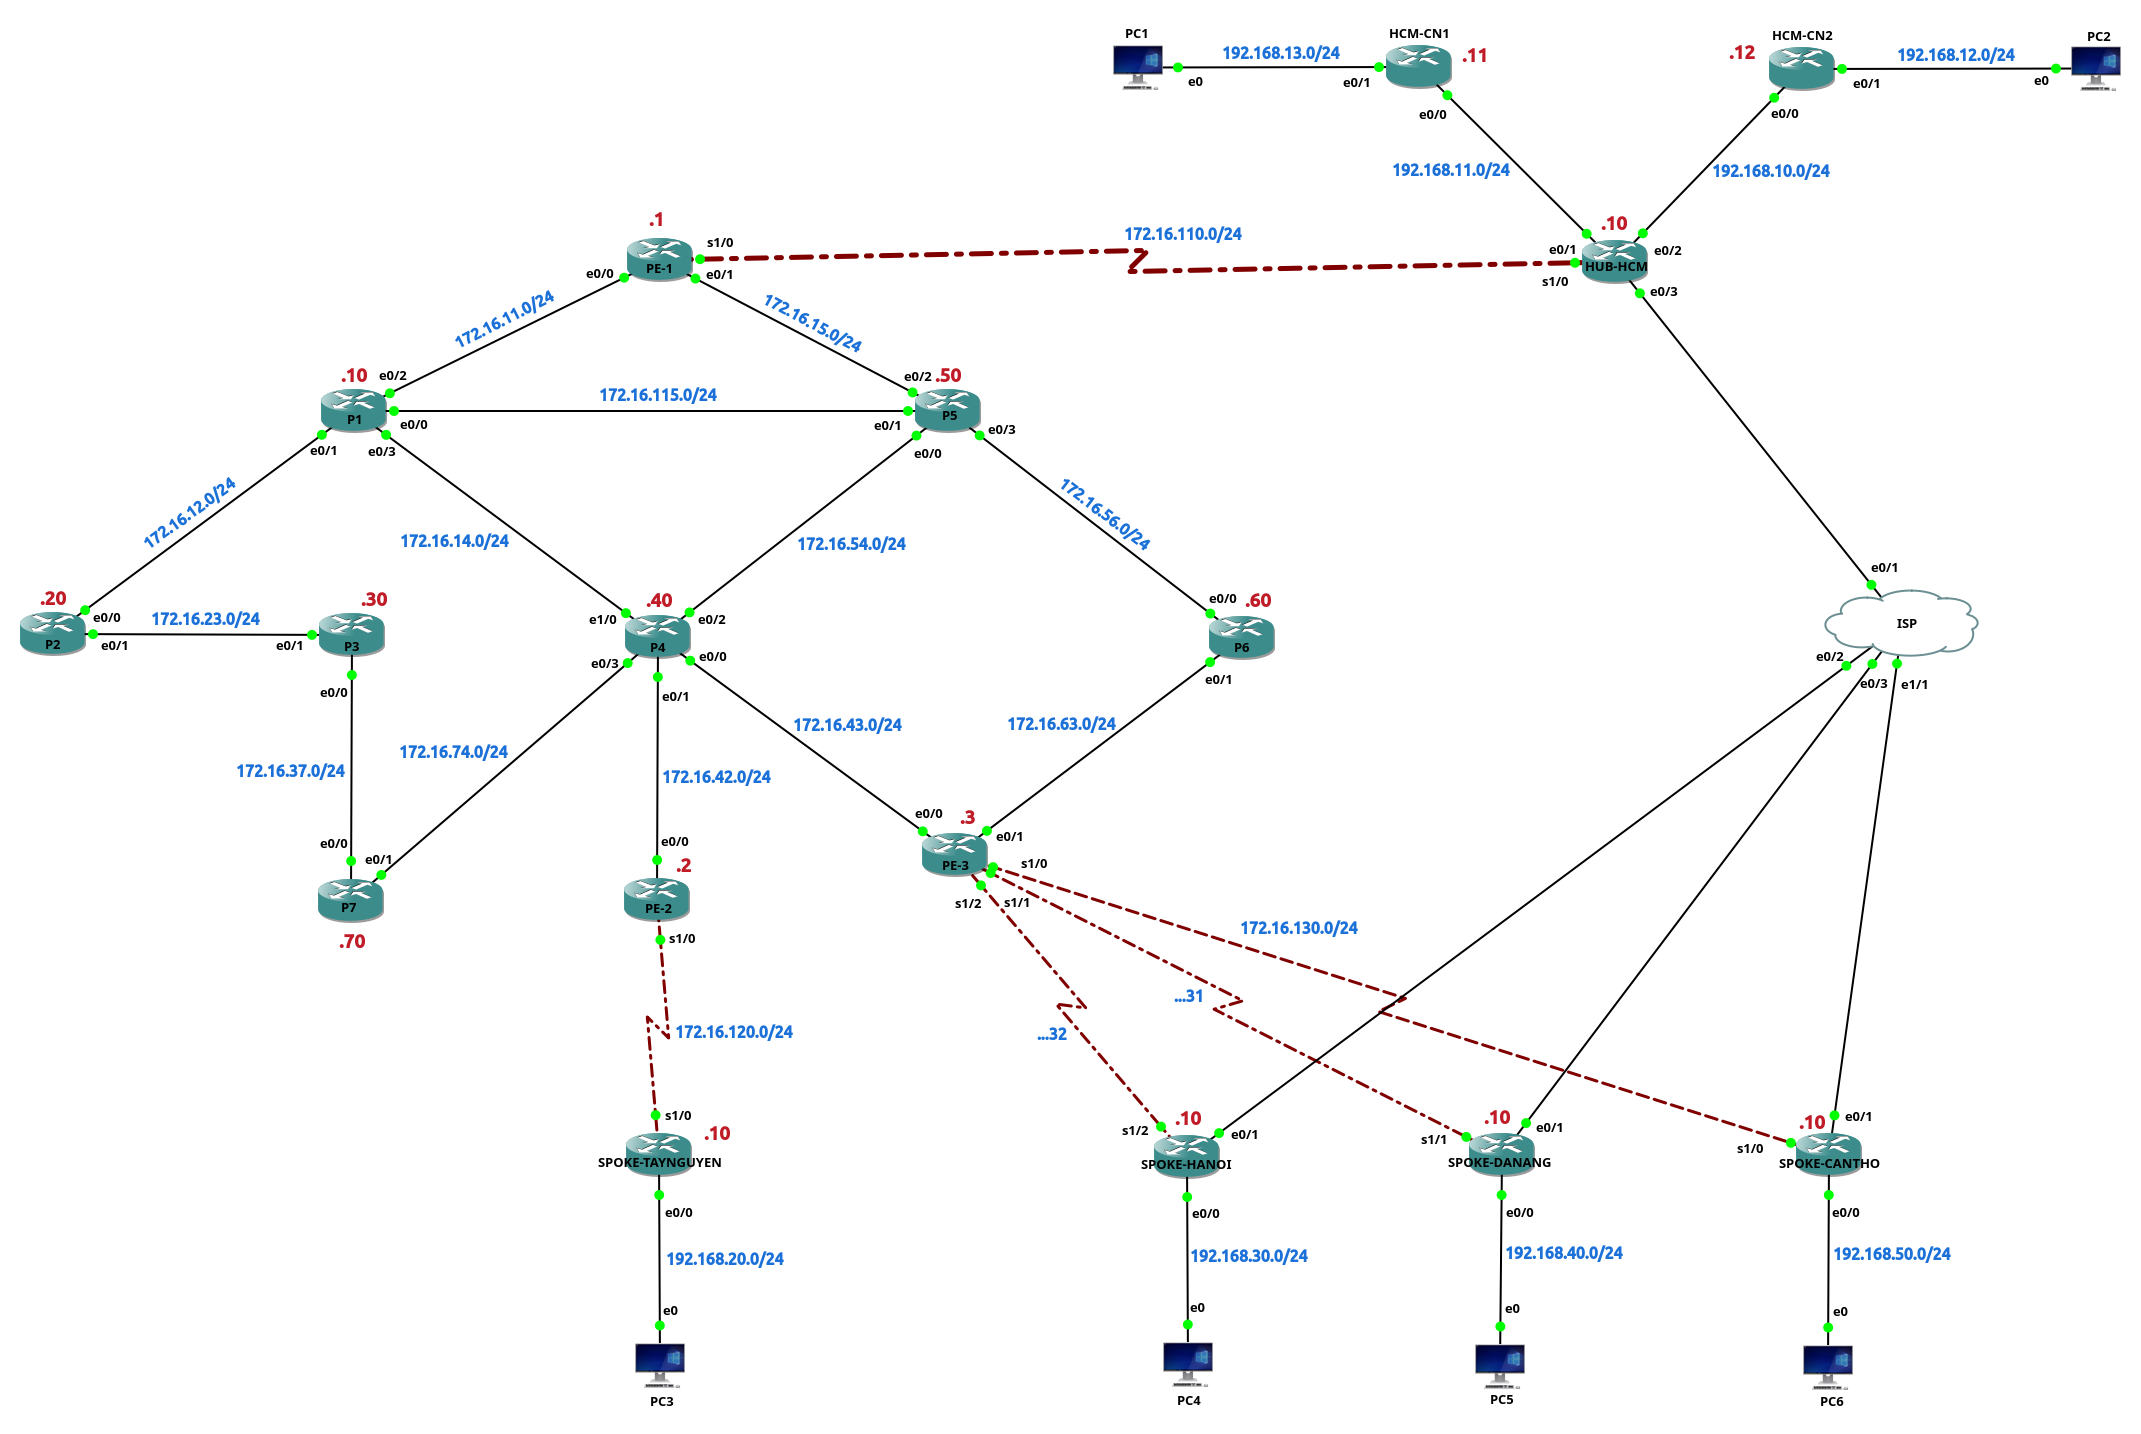 PC1
HCM-CN1
HCM-CN2
PC2
192.168.13.0/24
.11
.12
192.168.12.0/24
e0
e0/1
e0/1
e0
e0/0
e0/0
192.168.11.0/24
192.168.10.0/24
.1
.10
s1/0
172.16.110.0/24
e0/1
e0/2
PE-1
HUB-HCM
e0/0
e0/1
s1/0
e0/3
172.16.11.0/24
172.16.15.0/24
.10
e0/2
e0/2
.50
172.16.115.0/24
P1
P5
e0/0
e0/1
e0/3
e0/1
e0/3
e0/0
172.16.12.0/24
172.16.14.0/24
172.16.54.0/24
172.16.56.0/24
e0/1
.20
.30
.40
e0/0
.60
e0/0
172.16.23.0/24
e1/0
e0/2
ISP
P2
e0/1
e0/1
P3
P4
P6
e0/3
e0/0
e0/2
e0/0
e0/1
e0/1
e0/3
e1/1
172.16.43.0/24
172.16.63.0/24
172.16.37.0/24
172.16.74.0/24
172.16.42.0/24
e0/0
.3
e0/0
e0/0
e0/1
e0/1
.2
PE-3
s1/0
P7
PE-2
s1/2
s1/1
.70
s1/0
172.16.130.0/24
...31
172.16.120.0/24
...32
s1/0
.10
.10
.10
.10
s1/2
e0/1
s1/1
e0/1
s1/0
e0/1
SPOKE-TAYNGUYEN
SPOKE-HANOI
SPOKE-DANANG
SPOKE-CANTHO
e0/0
e0/0
e0/0
e0/0
192.168.20.0/24
192.168.30.0/24
192.168.40.0/24
192.168.50.0/24
e0
e0
e0
e0
PC3
PC4
PC5
PC6